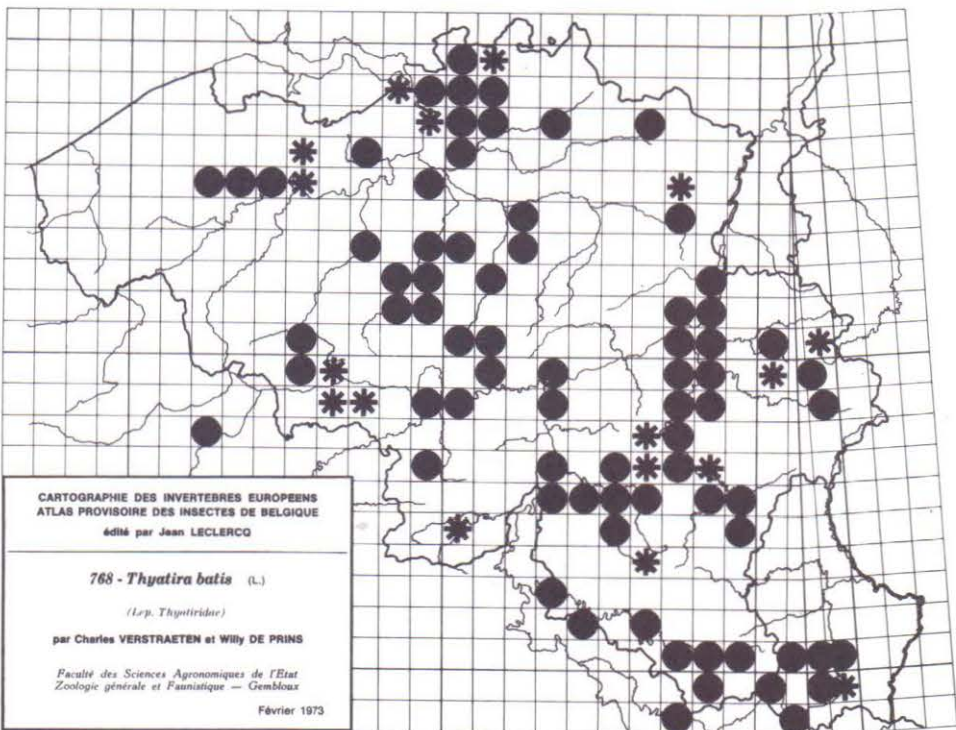 CARTOGRAPHIE DES INVERTEBRES EUROPEENS
ATLAS PROVISOIRE DES INSECTES DE BELGIQUE
édité par Jean LECLERCQ
768 - Thyatira batis (L.)
(Lep. Thyatiridae)
par Charles VERSTRAETEN et Willy DE PRINS
Faculté des Sciences Agronomiques de l'Etat
Zoologie générale et Faunistique — Gembloux
Février 1973